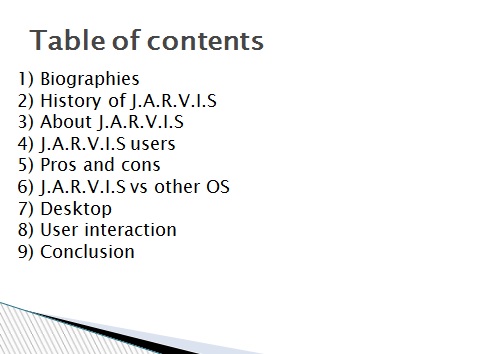 Table of contents
1) Biographies
2) History of J.A.R.V.I.S
3) About J.A.R.V.I.S
4) J.A.R.V.I.S users
5) Pros and cons
6) J.A.R.V.I.S vs other OS
7) Desktop
8) User interaction
9) Conclusion